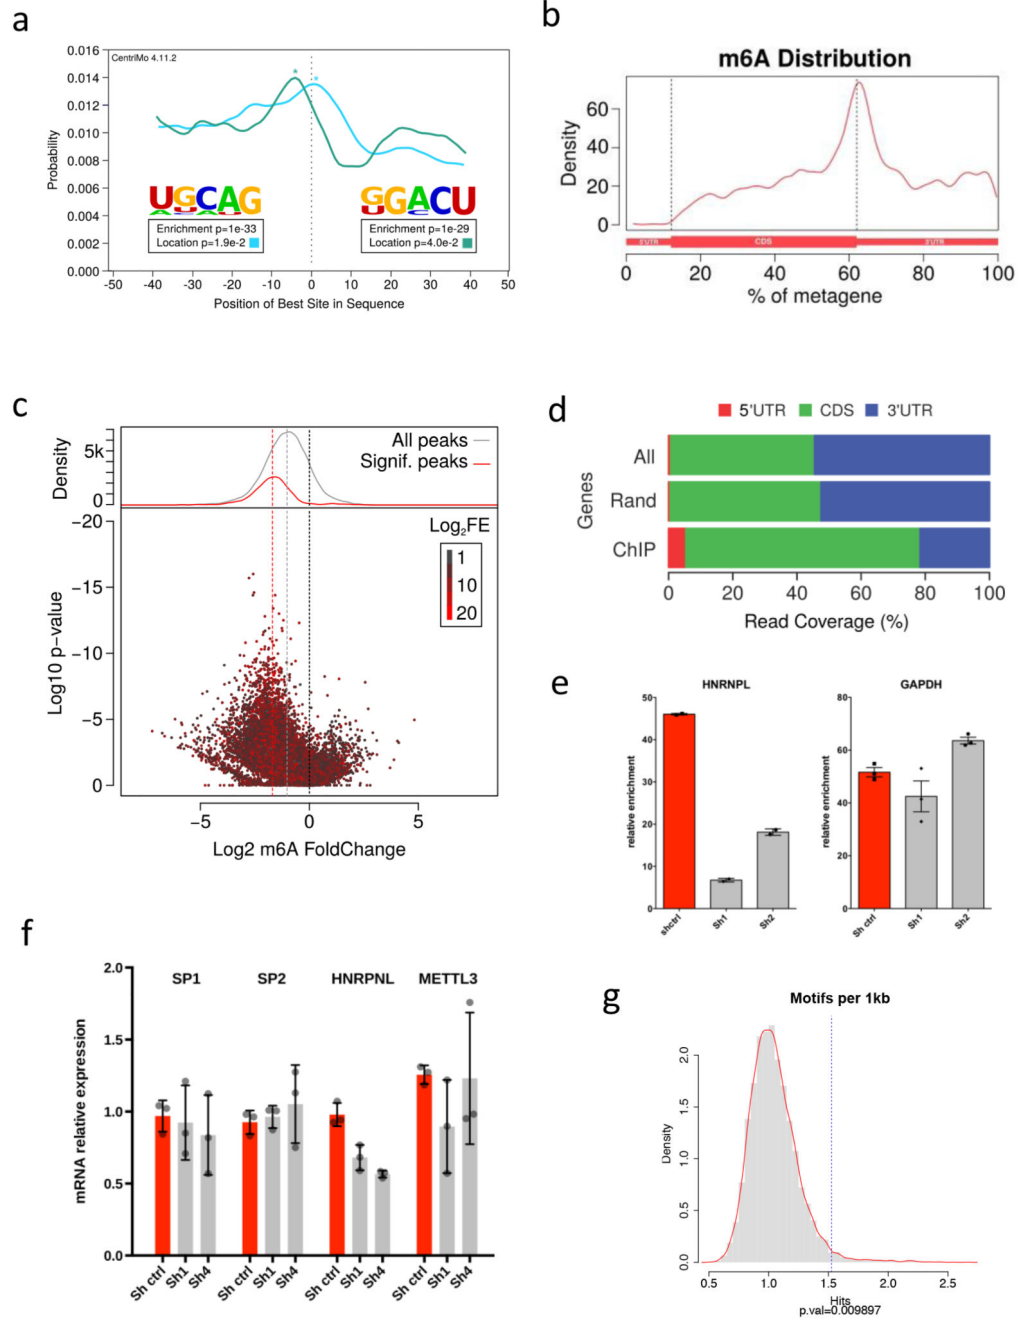 a
CentriMo 4.11.2
0.016
0.014
0.012
0.010
0.008
0.006
0.004
0.002
0.000
Probability
UGCAG
Enrichment p=1e-33
Location p=1.9e-2
GGACU
Enrichment p=1e-29
Location p=4.0e-2
-50 -40 -30 -20 -10 0 10 20 30 40 50
Position of Best Site in Sequence
b
m6A Distribution
Density
60
40
20
0
5'UTR CDS 3'UTR
0 20 40 60 80 100
% of metagene
c
Density
5k
0
All peaks
Signif. peaks
Log10 p-value
-20
-15
-10
-5
0
Log2FE
1
10
20
-5 0 5
Log2 m6A FoldChange
d
5'UTR CDS 3'UTR
Genes
All
Rand
ChIP
0 20 40 60 80 100
Read Coverage (%)
e
HNRNPL
relative enrichment
50
40
30
20
10
0
shctrl Sh1 Sh2
GAPDH
relative enrichment
80
60
40
20
0
Sh ctrl Sh1 Sh2
f
mRNA relative expression
2.0
1.5
1.0
0.5
0.0
SP1 SP2 HNRPNL METTL3
Sh ctrl Sh1 Sh4 Sh ctrl Sh1 Sh4 Sh ctrl Sh1 Sh4 Sh ctrl Sh1 Sh4
g
Motifs per 1kb
Density
2.0
1.5
1.0
0.5
0.0
0.5 1.0 1.5 2.0 2.5
Hits
p.val=0.009897